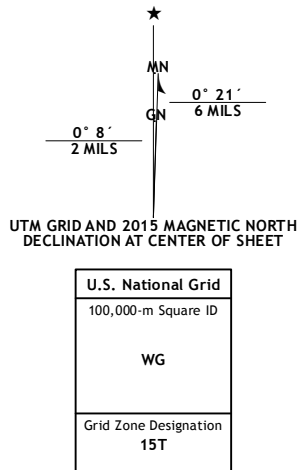 ★
MN
0° 21´
6 MILS
GN
0° 8´
2 MILS
UTM GRID AND 2015 MAGNETIC NORTH
DECLINATION AT CENTER OF SHEET
U.S. National Grid
100,000-m Square ID
WG
Grid Zone Designation
15T